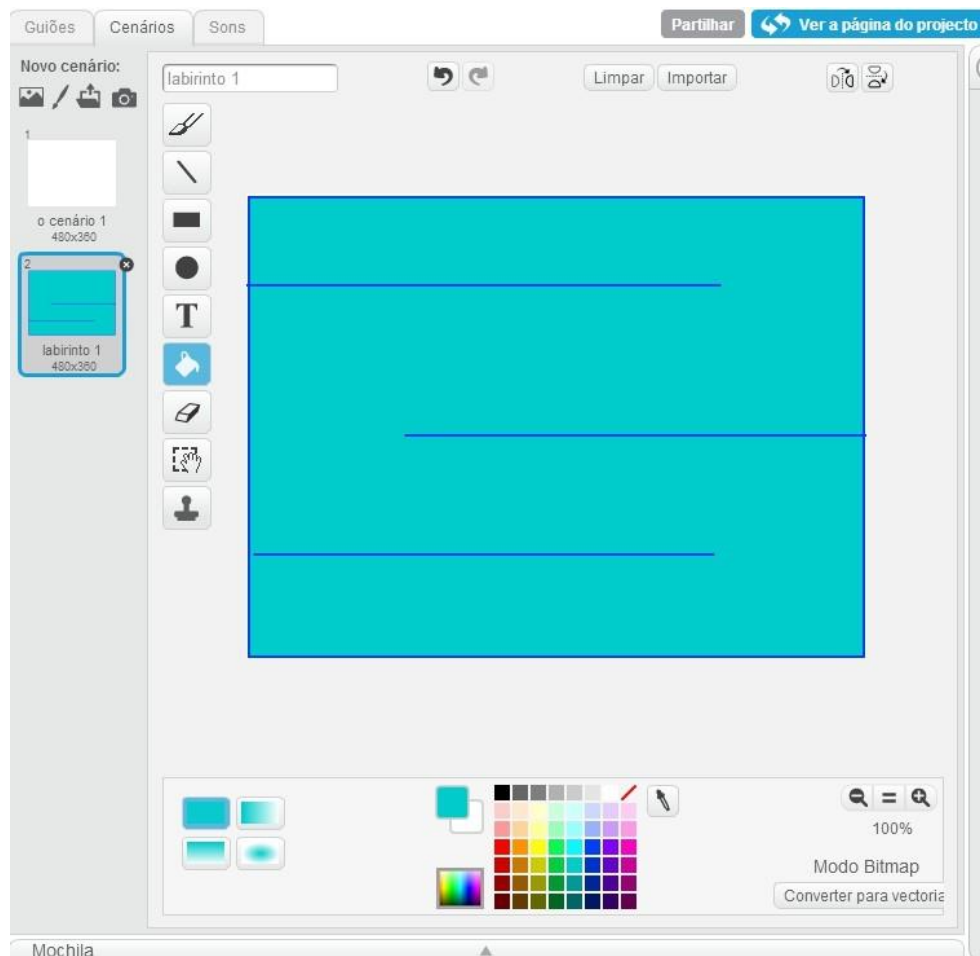 Guiões Cenários Sons Partilhar Ver a página do projecto
Novo cenário:
labirinto 1 Limpar Importar
1
o cenário 1
480x360
2
labirinto 1
480x360
T
100%
Modo Bitmap
Converter para vectoria
Mochila